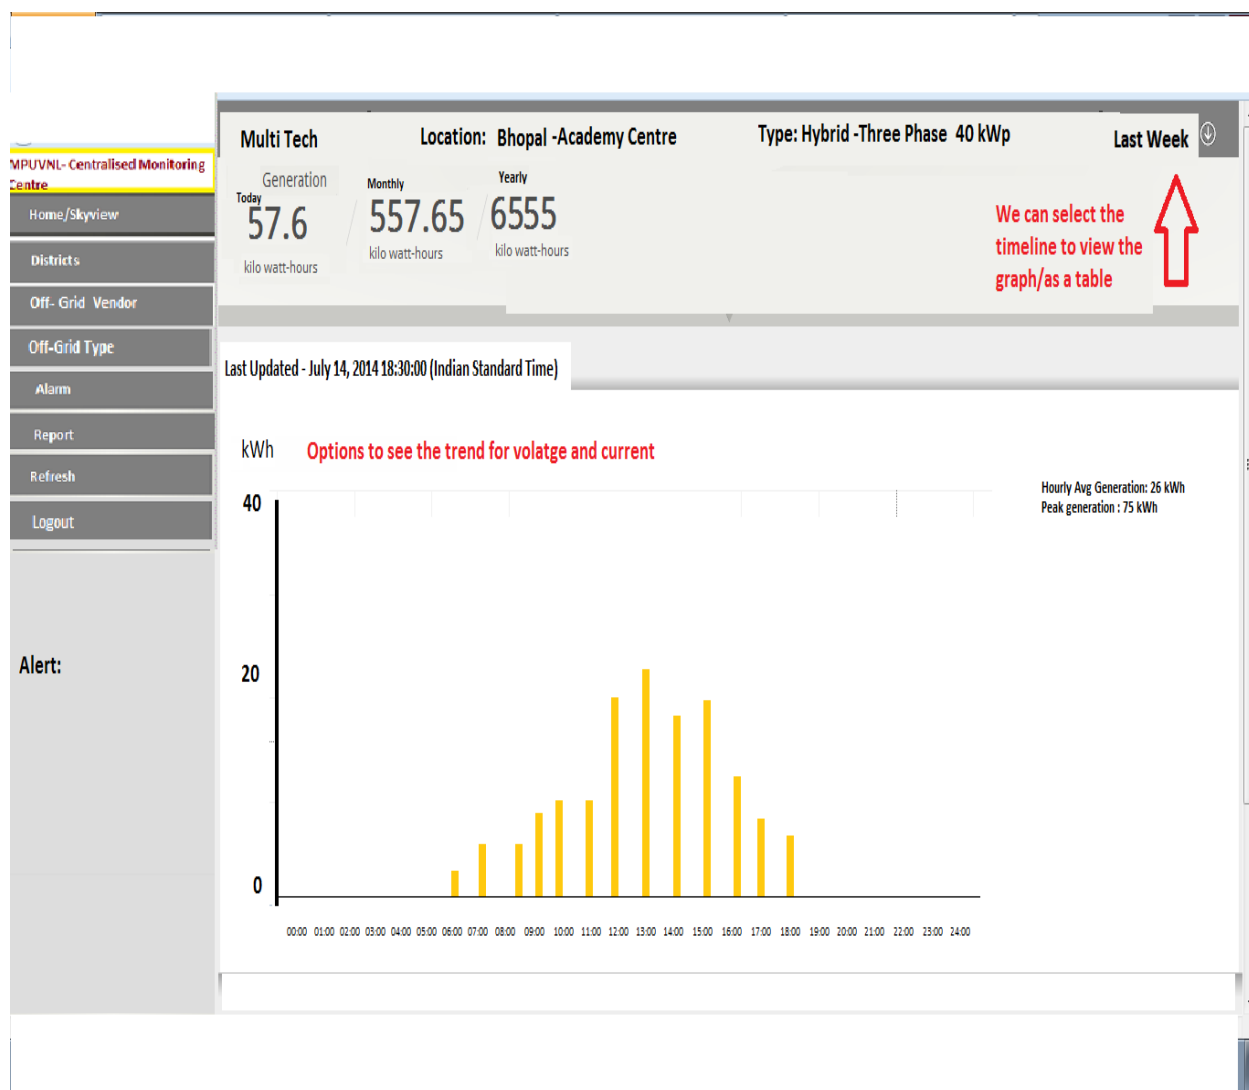 MPUVNL- Centralised Monitoring
Centre
Home/Skyview
Districts
Off- Grid Vendor
Off-Grid Type
Alarm
Report
Refresh
Logout
Alert:
Multi Tech
Location: Bhopal -Academy Centre
Type: Hybrid -Three Phase 40 kWp
Last Week
Generation
Today
57.6
kilo watt-hours
Monthly
557.65
kilo watt-hours
Yearly
6555
kilo watt-hours
We can select the
timeline to view the
graph/as a table
Last Updated - July 14, 2014 18:30:00 (Indian Standard Time)
kWh
Options to see the trend for volatge and current
Hourly Avg Generation: 26 kWh
Peak generation : 75 kWh
40
20
0
00:00 01:00 02:00 03:00 04:00 05:00 06:00 07:00 08:00 09:00 10:00 11:00 12:00 13:00 14:00 15:00 16:00 17:00 18:00 19:00 20:00 21:00 22:00 23:00 24:00